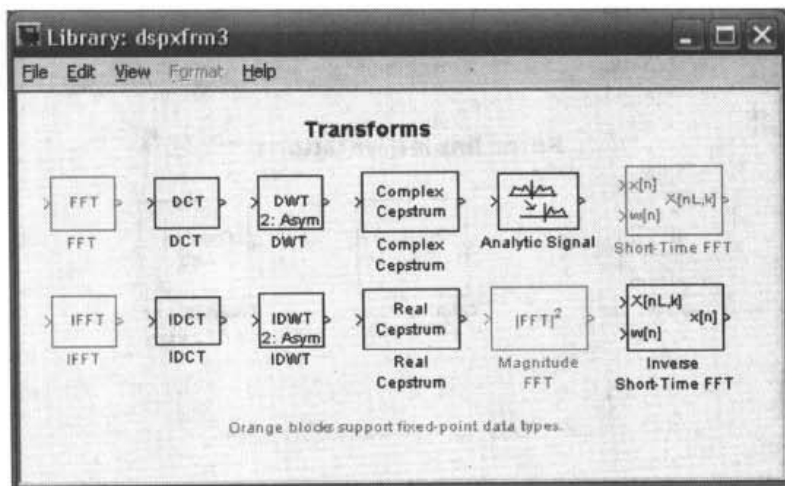 Library: dspxfrm3
File Edit View Format Help
Transforms
FFT
FFT
DCT
DCT
DWT
2: Asym
DWT
Complex
Cepstrum
Complex
Cepstrum
Analytic Signal
x[n]
w[n]
X[nL,k]
Short-Time FFT
IFFT
IFFT
IDCT
IDCT
IDWT
2: Asym
IDWT
Real
Cepstrum
Real
Cepstrum
|FFT|²
Magnitude
FFT
X[nL,k]
w[n]
x[n]
Inverse
Short-Time FFT
Orange blocks support fixed-point data types.